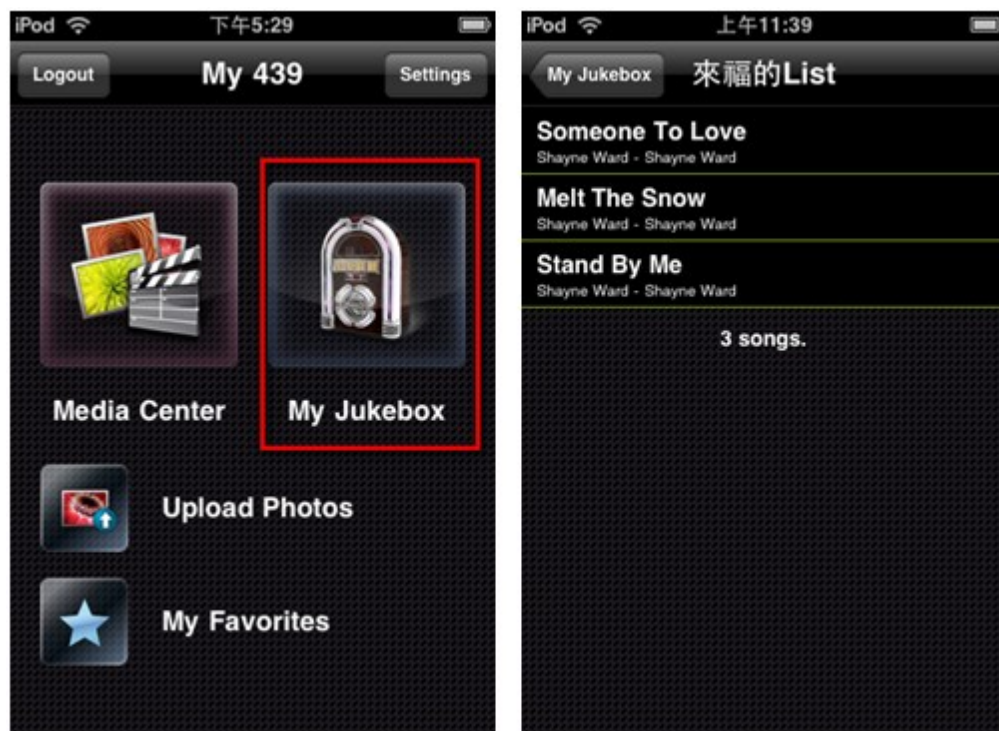 iPod 下午5:29
Logout My 439 Settings
Media Center My Jukebox
Upload Photos
My Favorites
iPod 上午11:39
My Jukebox 來福的List
Someone To Love
Shayne Ward - Shayne Ward
Melt The Snow
Shayne Ward - Shayne Ward
Stand By Me
Shayne Ward - Shayne Ward
3 songs.